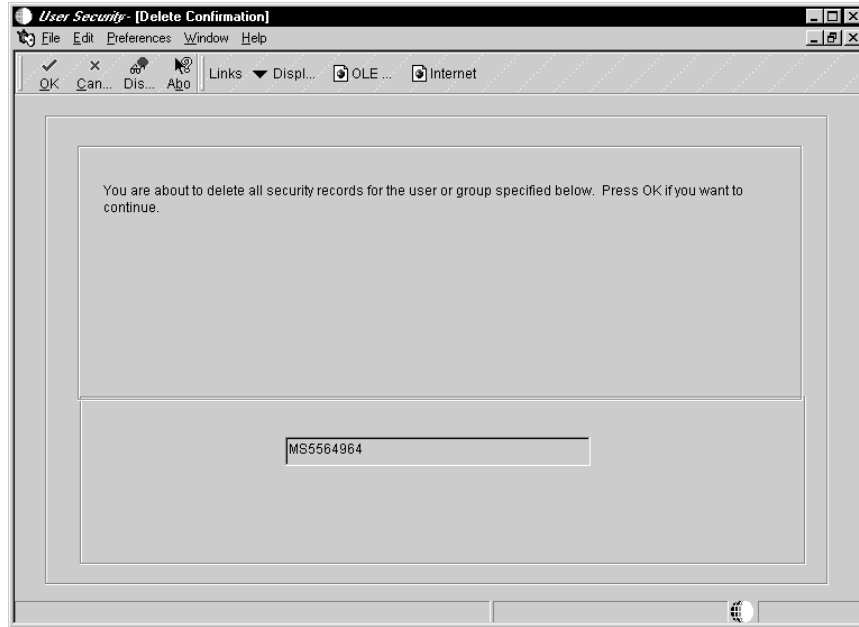 User Security - [Delete Confirmation]
File Edit Preferences Window Help
OK Can... Dis... Abo Links Displ... OLE ... Internet
You are about to delete all security records for the user or group specified below. Press OK if you want to
continue.
MS5564964